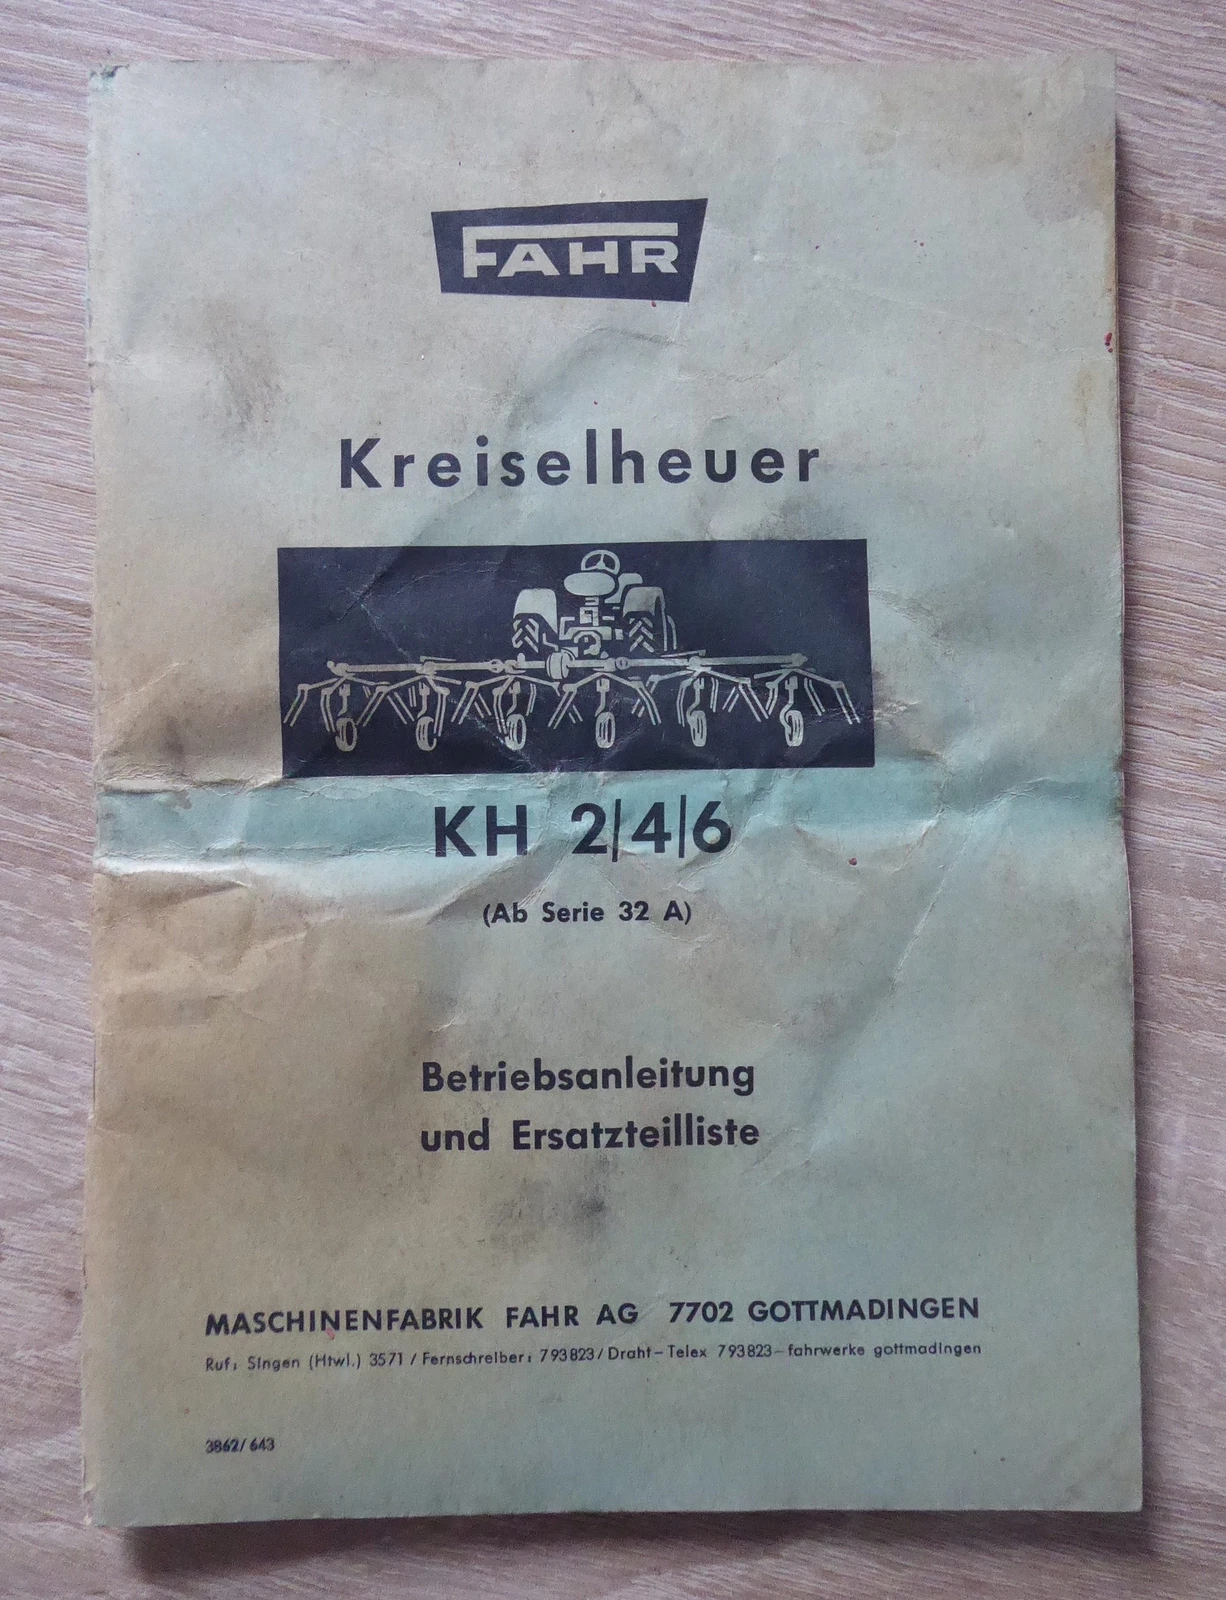 FAHR
Kreiselheuer
KH 2/4/6
(Ab Serie 32 A)
Betriebsanleitung
und Ersatzteilliste
MASCHINENFABRIK FAHR AG 7702 GOTTMADINGEN
Ruf: Singen (Htwl.) 3571 / Fernschreiber: 793823 / Draht-Telex 793823-fahrwerke gottmadingen
3862/643